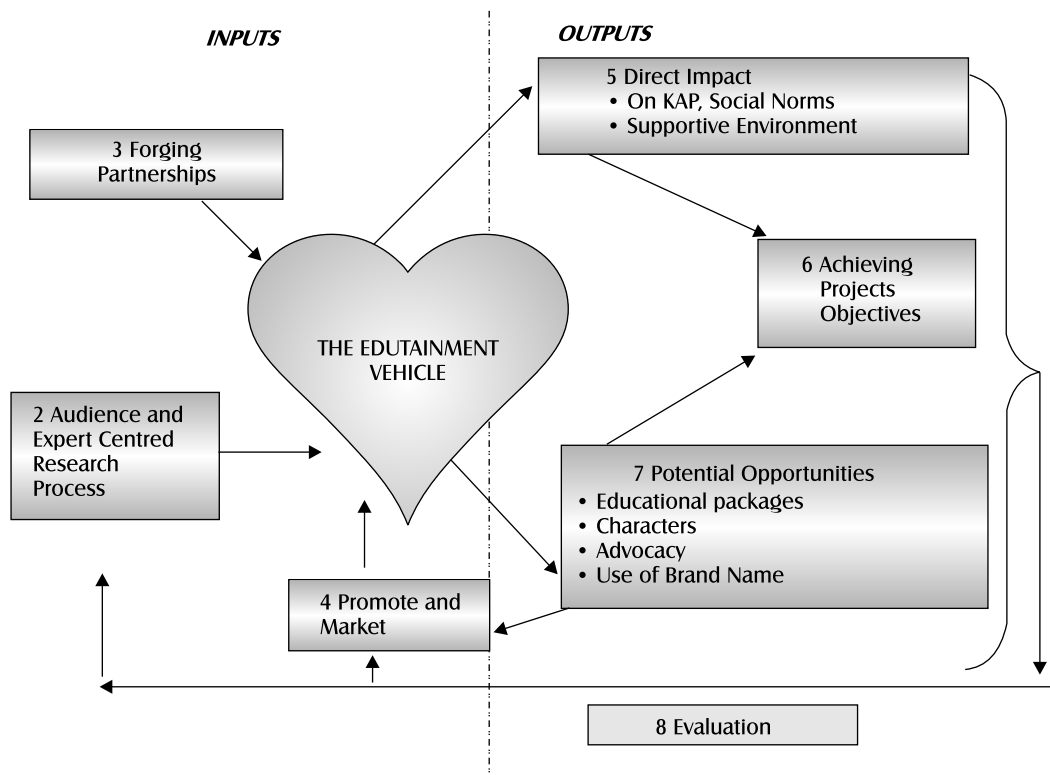 INPUTS
OUTPUTS
5 Direct Impact
• On KAP, Social Norms
• Supportive Environment
3 Forging
Partnerships
6 Achieving
Projects
Objectives
THE EDUTAINMENT
VEHICLE
2 Audience and
Expert Centred
Research
Process
7 Potential Opportunities
• Educational packages
• Characters
• Advocacy
• Use of Brand Name
4 Promote and
Market
8 Evaluation